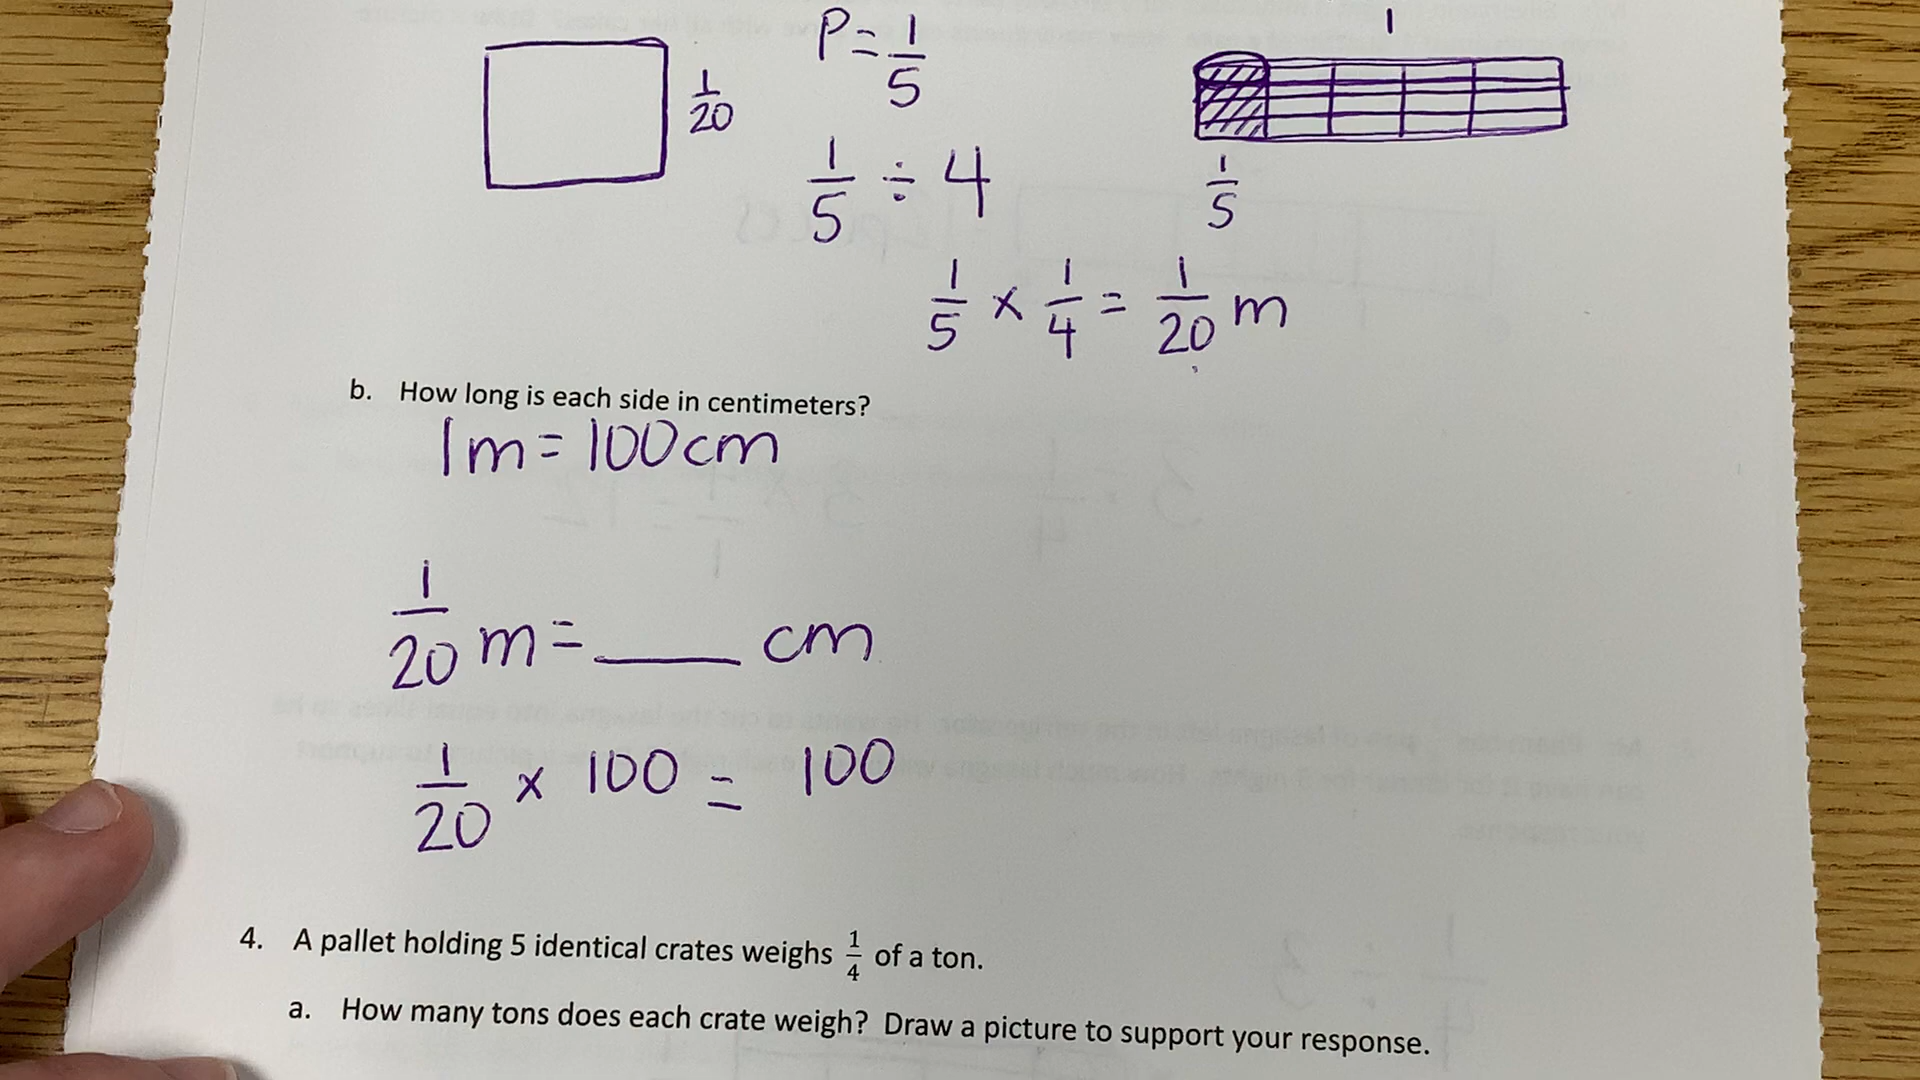 P = 1/5
1
1/20
1/5 ÷ 4
1/5
1/5 × 1/4 = 1/20 m
b. How long is each side in centimeters?
1m = 100cm
1/20 m = ____ cm
1/20 × 100 = 100
4. A pallet holding 5 identical crates weighs 1/4 of a ton.
a. How many tons does each crate weigh? Draw a picture to support your response.